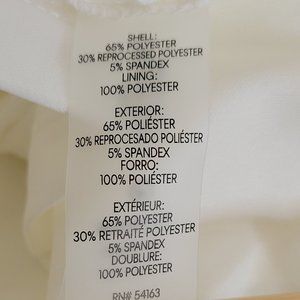 SHELL:
65% POLYESTER
30% REPROCESSED POLYESTER
5% SPANDEX
LINING:
100% POLYESTER
EXTERIOR:
65% POLIÉSTER
30% REPROCESADO POLIÉSTER
5% SPANDEX
FORRO:
100% POLIÉSTER
EXTÉRIEUR:
65% POLYESTER
30% RETRAITÉ POLYESTER
5% SPANDEX
DOUBLURE:
100% POLYESTER
RN# 54163